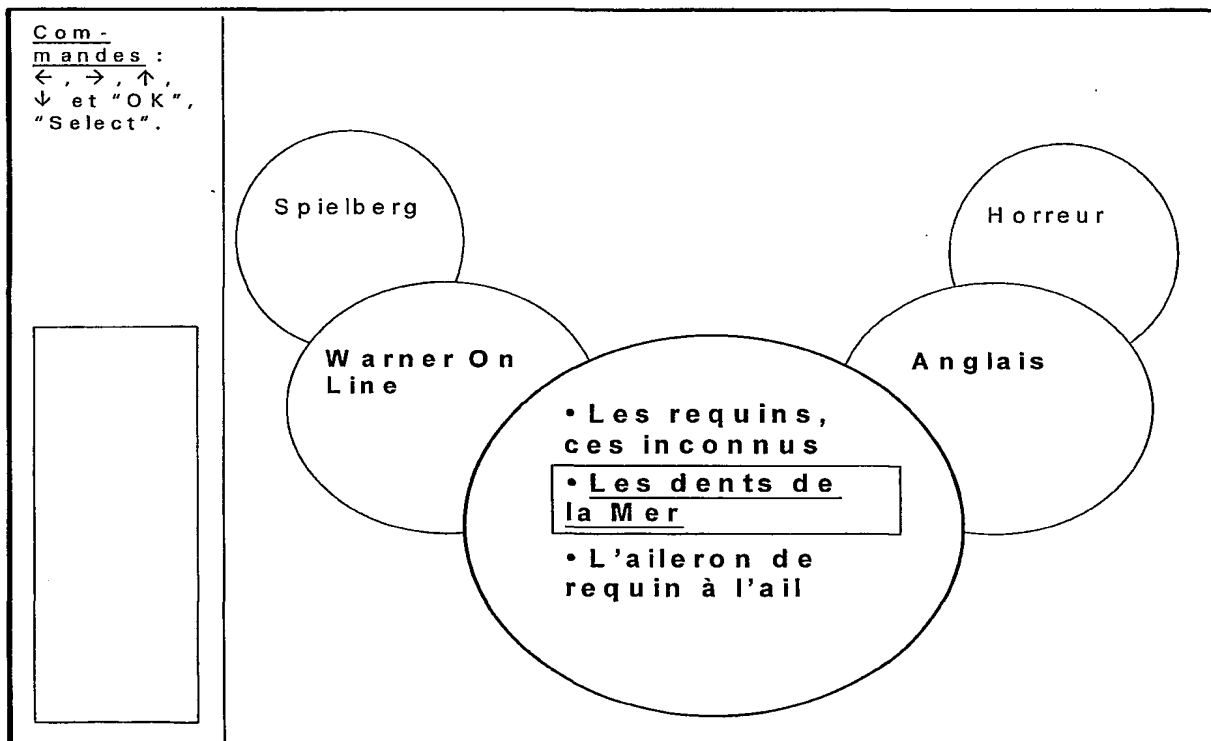 Com-
mandes :
←, →, ↑,
↓ et "OK",
"Select".
Spielberg
Horreur
Warner On
Line
Anglais
• Les requins,
ces inconnus
• Les dents de
la Mer
• L'aileron de
requin à l'ail